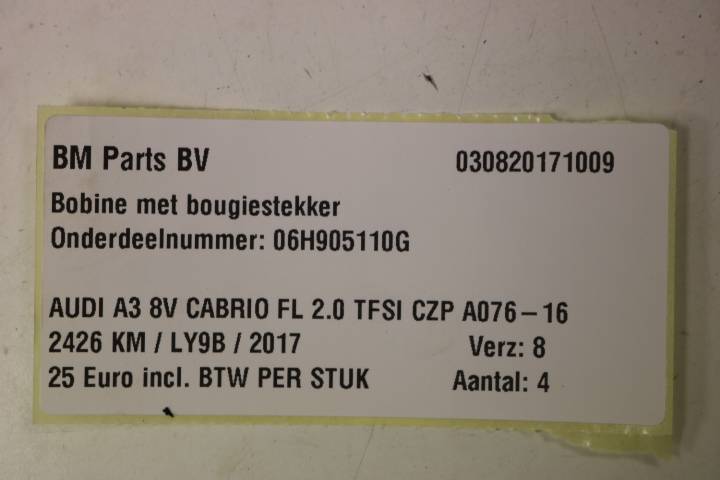 BM Parts BV 030820171009
Bobine met bougiestekker
Onderdeelnummer: 06H905110G
AUDI A3 8V CABRIO FL 2.0 TFSI CZP A076-16
2426 KM / LY9B / 2017 Verz: 8
25 Euro incl. BTW PER STUK Aantal: 4